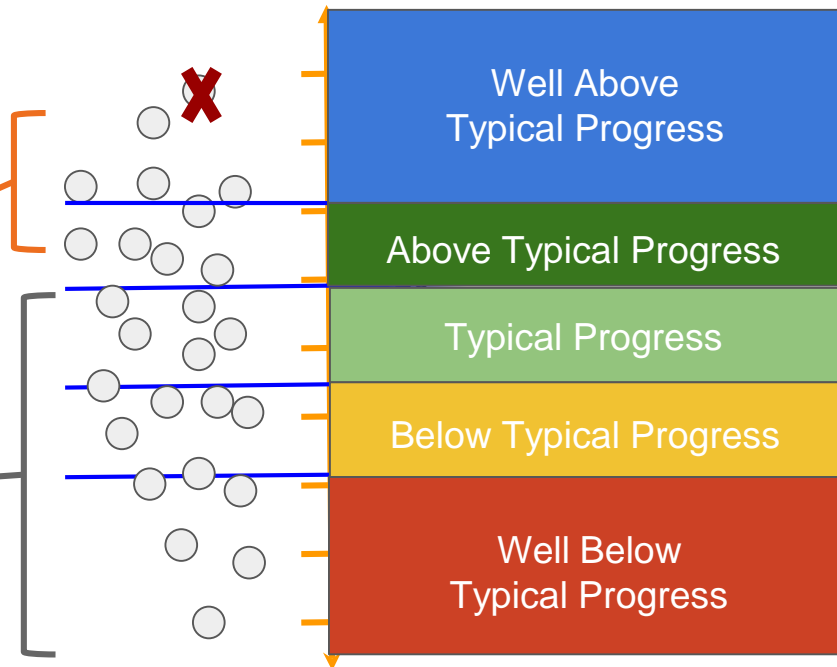 Well Above
Typical Progress
Above Typical Progress
Typical Progress
Below Typical Progress
Well Below
Typical Progress